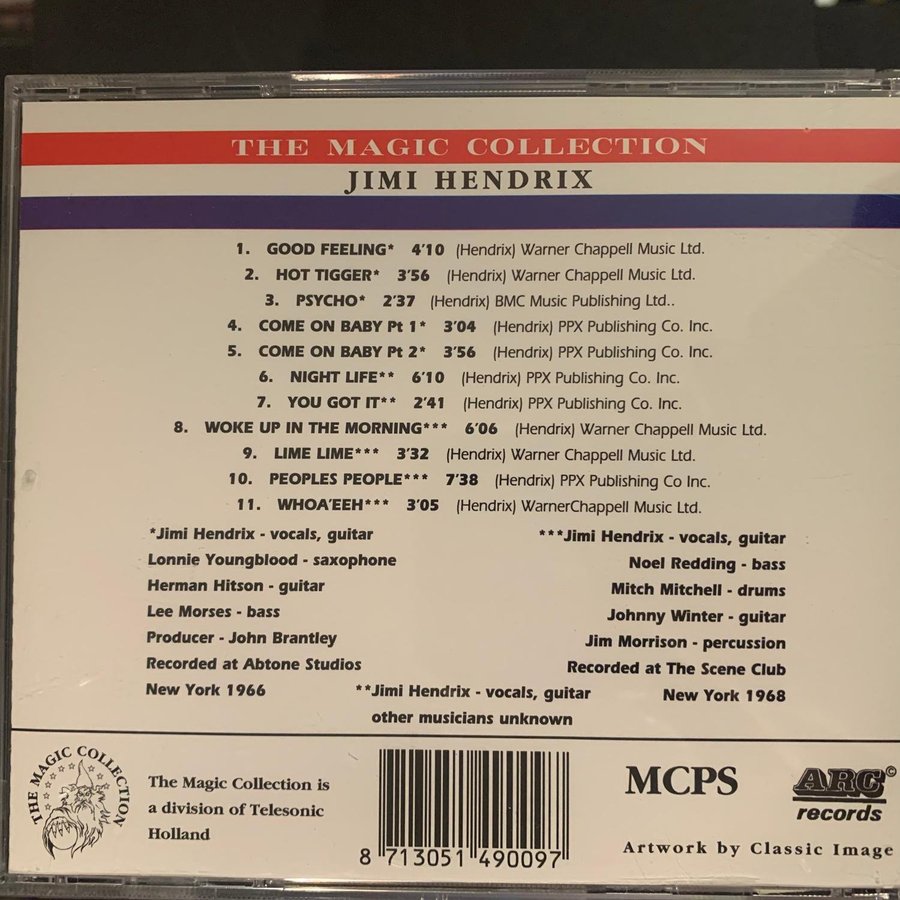 THE MAGIC COLLECTION
JIMI HENDRIX
1. GOOD FEELING* 4'10 (Hendrix) Warner Chappell Music Ltd.
2. HOT TIGGER* 3'56 (Hendrix) Warner Chappell Music Ltd.
3. PSYCHO* 2'37 (Hendrix) BMC Music Publishing Ltd..
4. COME ON BABY Pt 1* 3'04 (Hendrix) PPX Publishing Co. Inc.
5. COME ON BABY Pt 2* 3'56 (Hendrix) PPX Publishing Co. Inc.
6. NIGHT LIFE** 6'10 (Hendrix) PPX Publishing Co. Inc.
7. YOU GOT IT** 2'41 (Hendrix) PPX Publishing Co. Inc.
8. WOKE UP IN THE MORNING*** 6'06 (Hendrix) Warner Chappell Music Ltd.
9. LIME LIME*** 3'32 (Hendrix) Warner Chappell Music Ltd.
10. PEOPLES PEOPLE*** 7'38 (Hendrix) PPX Publishing Co Inc.
11. WHOA'EEH*** 3'05 (Hendrix) WarnerChappell Music Ltd.
*Jimi Hendrix - vocals, guitar
Lonnie Youngblood - saxophone
Herman Hitson - guitar
Lee Morses - bass
Producer - John Brantley
Recorded at Abtone Studios
New York 1966
**Jimi Hendrix - vocals, guitar
other musicians unknown
***Jimi Hendrix - vocals, guitar
Noel Redding - bass
Mitch Mitchell - drums
Johnny Winter - guitar
Jim Morrison - percussion
Recorded at The Scene Club
New York 1968
THE MAGIC COLLECTION
The Magic Collection is
a division of Telesonic
Holland
8 713051 490097
MCPS
ARC©
records
Artwork by Classic Image